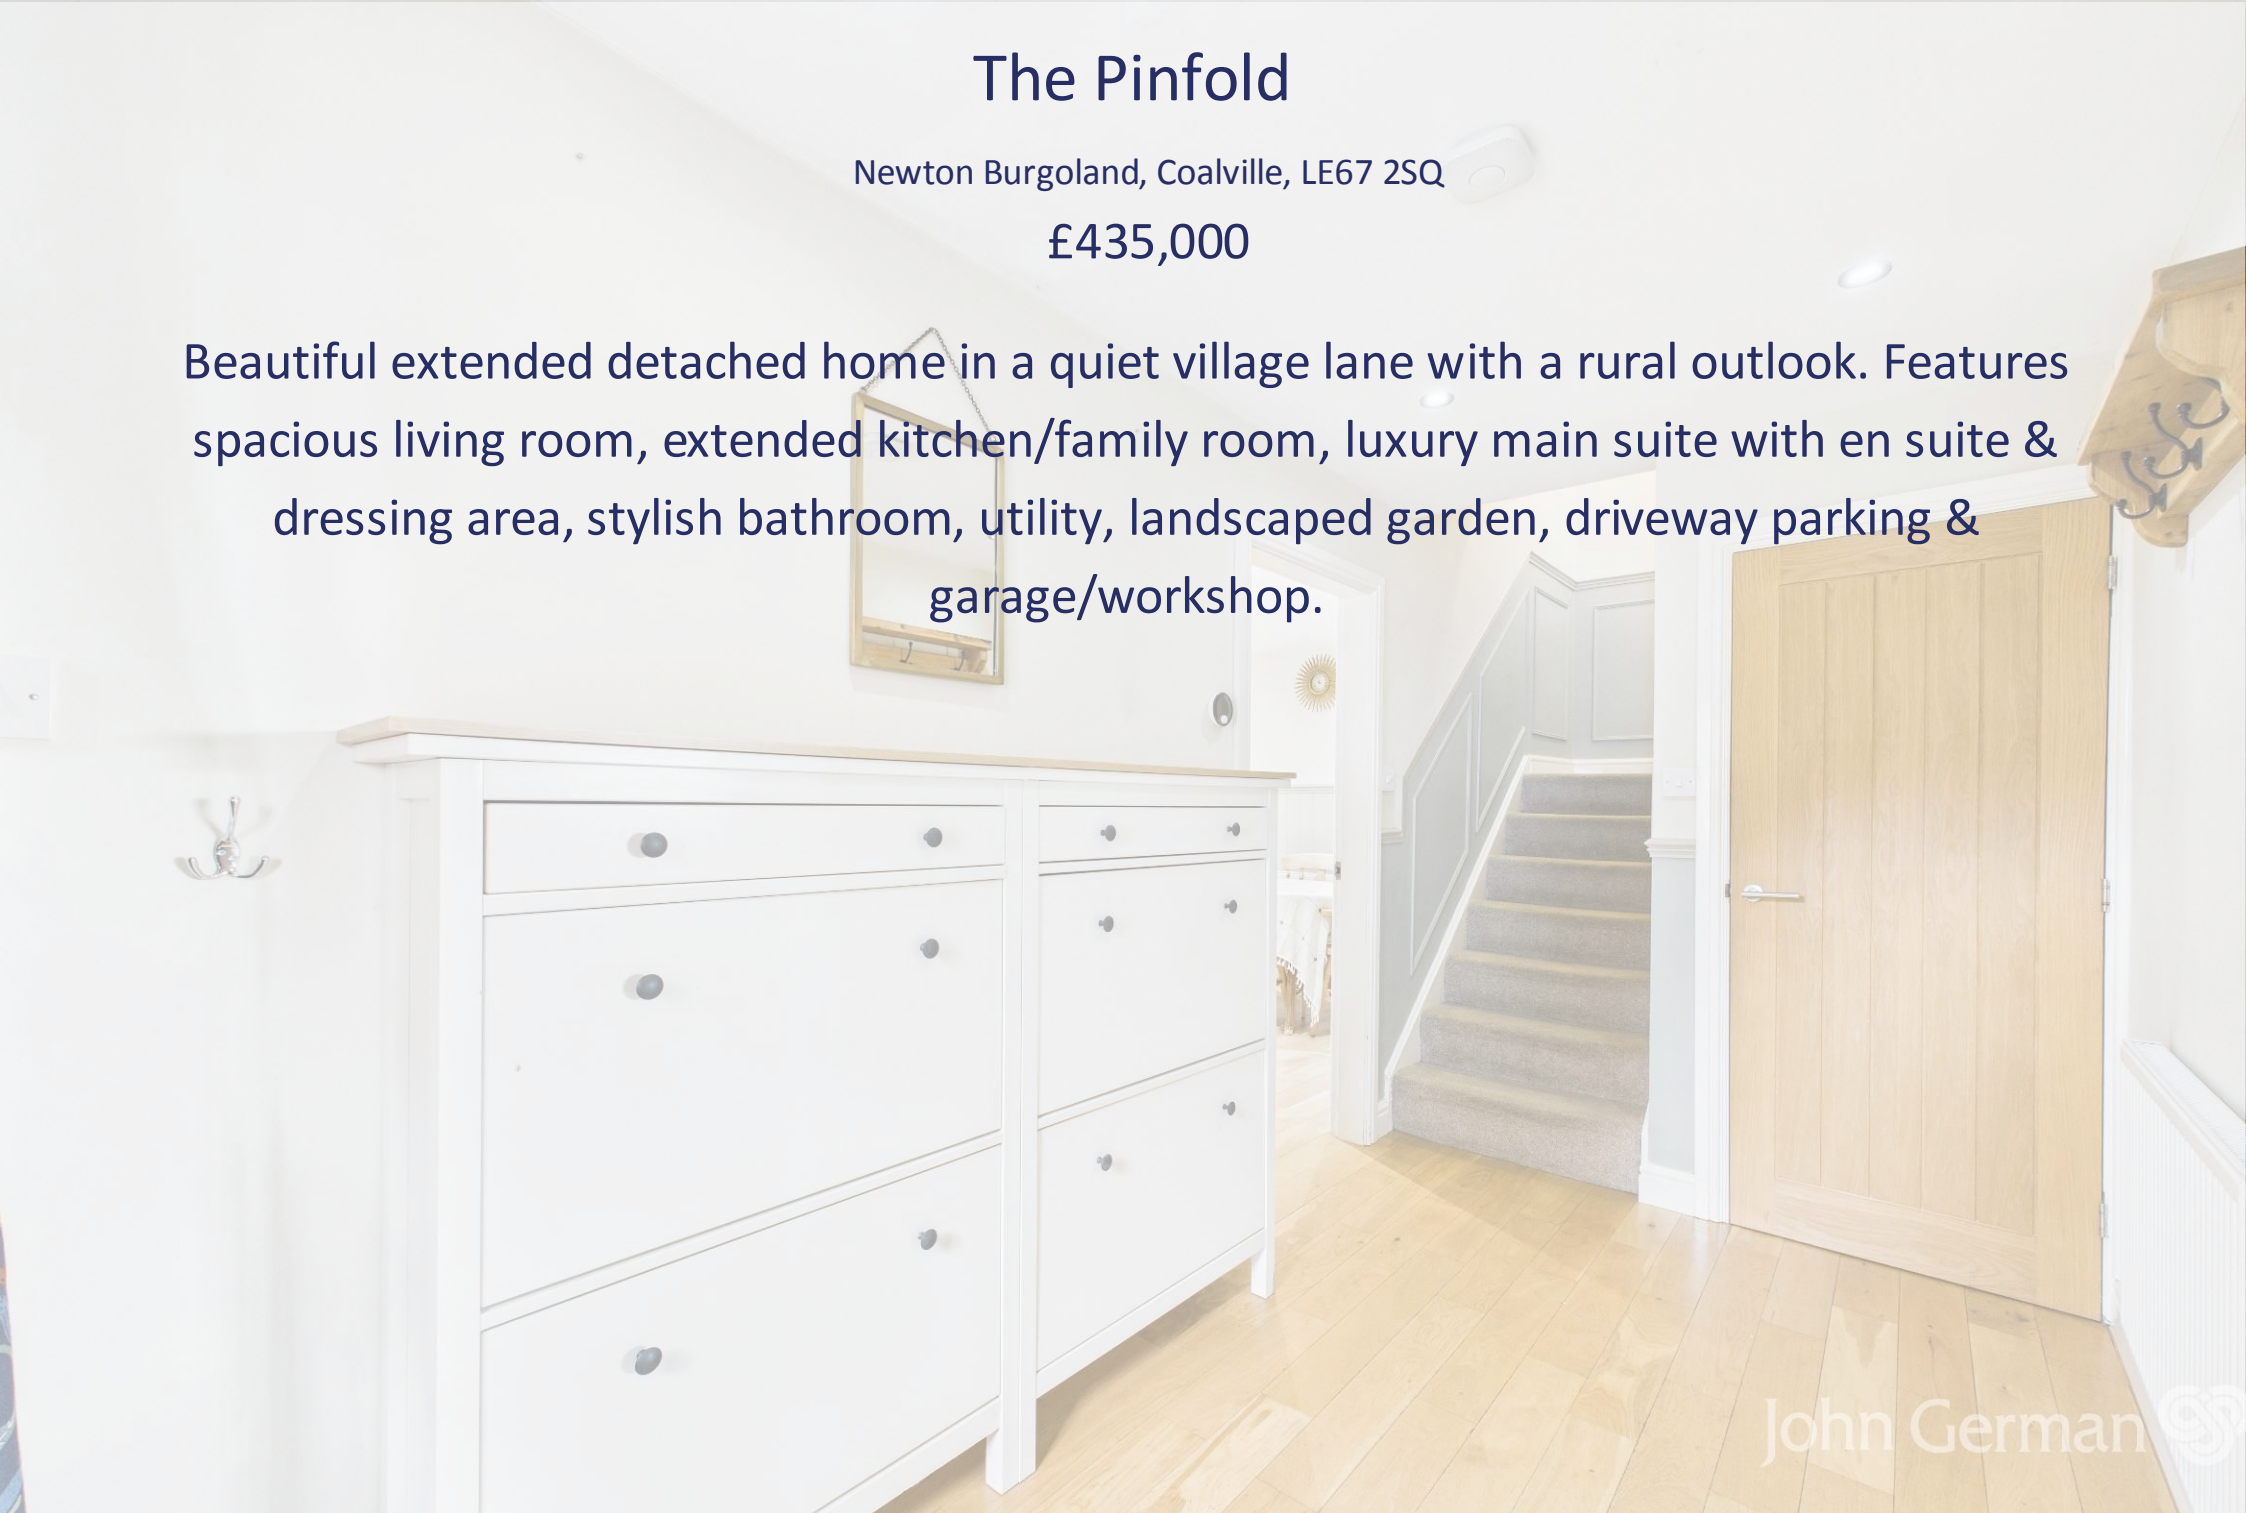 The Pinfold
Newton Burgoland, Coalville, LE67 2SQ
£435,000
Beautiful extended detached home in a quiet village lane with a rural outlook. Features
spacious living room, extended kitchen/family room, luxury main suite with en suite &
dressing area, stylish bathroom, utility, landscaped garden, driveway parking &
garage/workshop.
John German